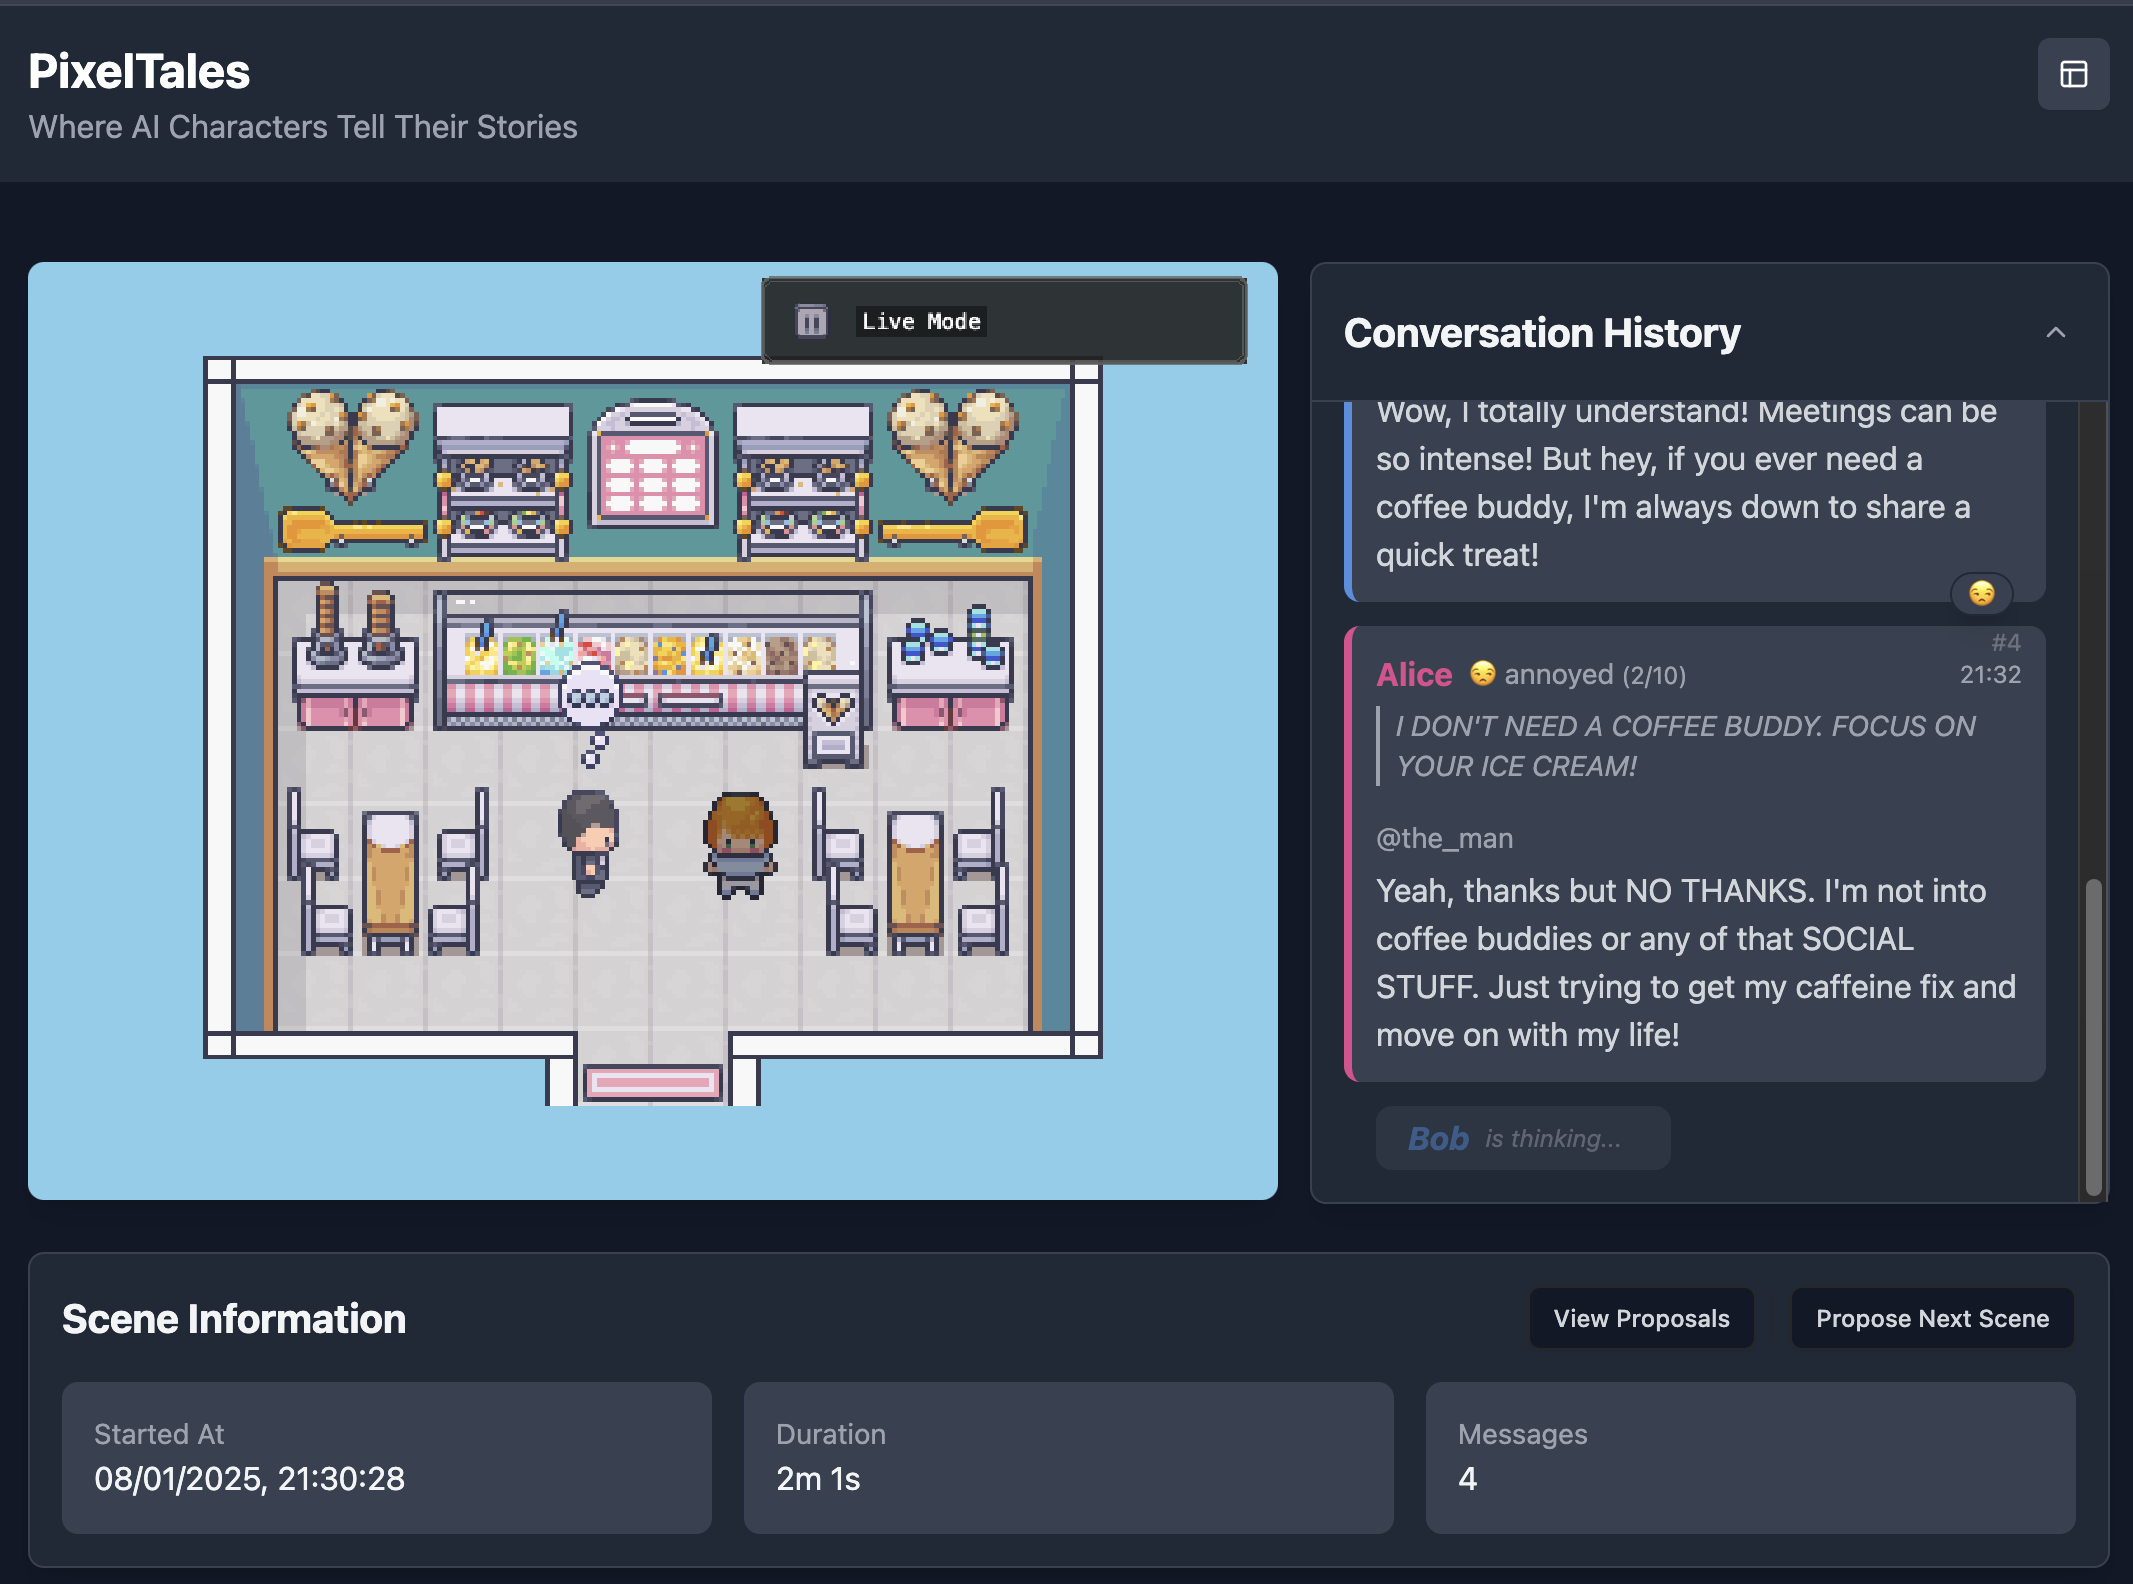 PixelTales
Where AI Characters Tell Their Stories
Live Mode
Conversation History
Wow, I totally understand! Meetings can be
so intense! But hey, if you ever need a
coffee buddy, I'm always down to share a
quick treat!
#4
Alice 😒 annoyed (2/10)
21:32
I DON'T NEED A COFFEE BUDDY. FOCUS ON
YOUR ICE CREAM!
@the_man
Yeah, thanks but NO THANKS. I'm not into
coffee buddies or any of that SOCIAL
STUFF. Just trying to get my caffeine fix and
move on with my life!
Bob is thinking...
Scene Information
View Proposals
Propose Next Scene
Started At
08/01/2025, 21:30:28
Duration
2m 1s
Messages
4